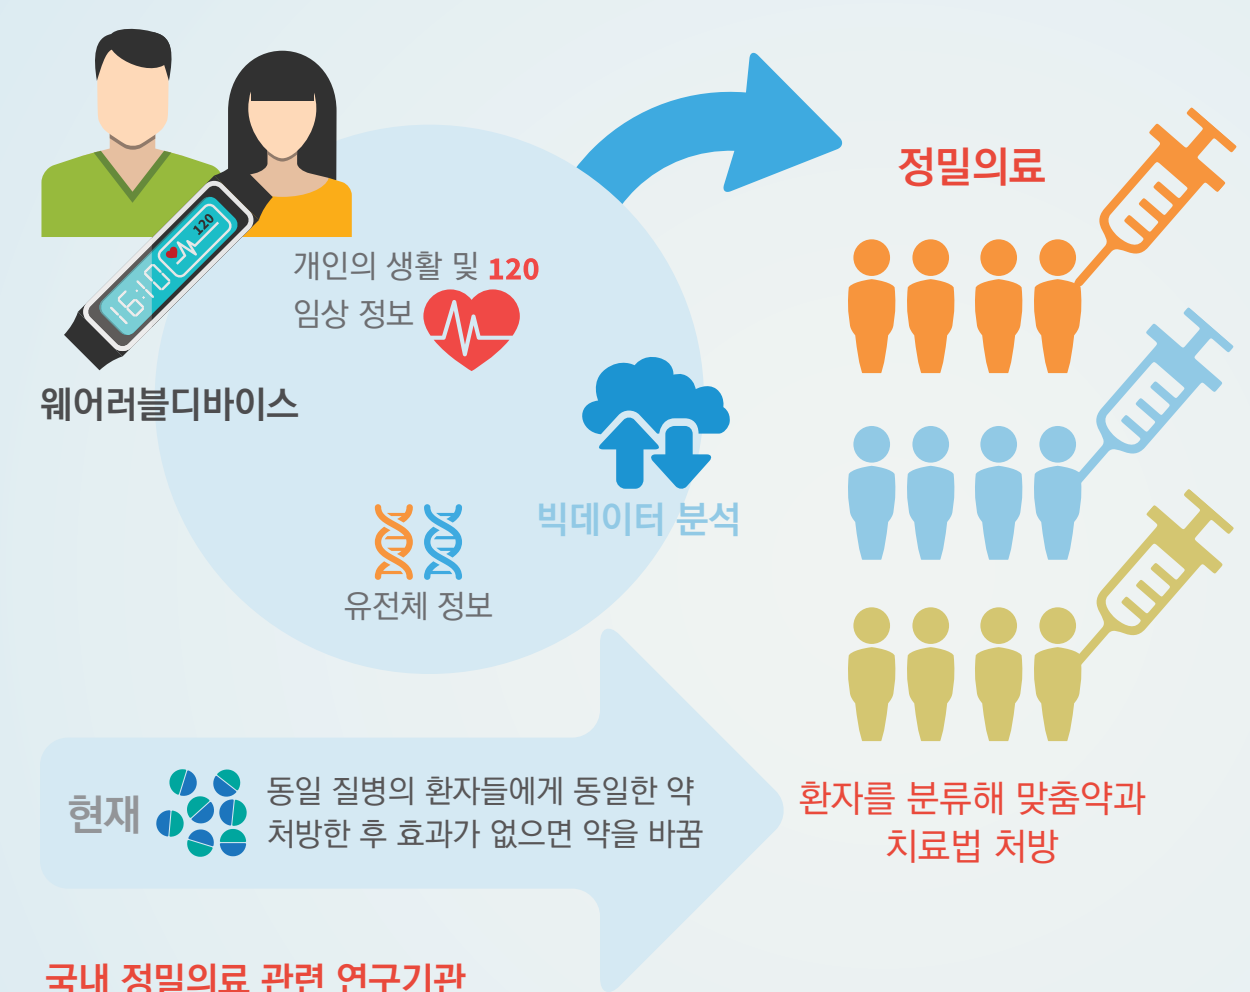 정밀의료
120
16:10
개인의 생활 및 120
임상 정보
웨어러블디바이스
빅데이터 분석
유전체 정보
현재
동일 질병의 환자들에게 동일한 약
처방한 후 효과가 없으면 약을 바꿈
환자를 분류해 맞춤약과
치료법 처방
국내 정밀의료 관련 연구기관